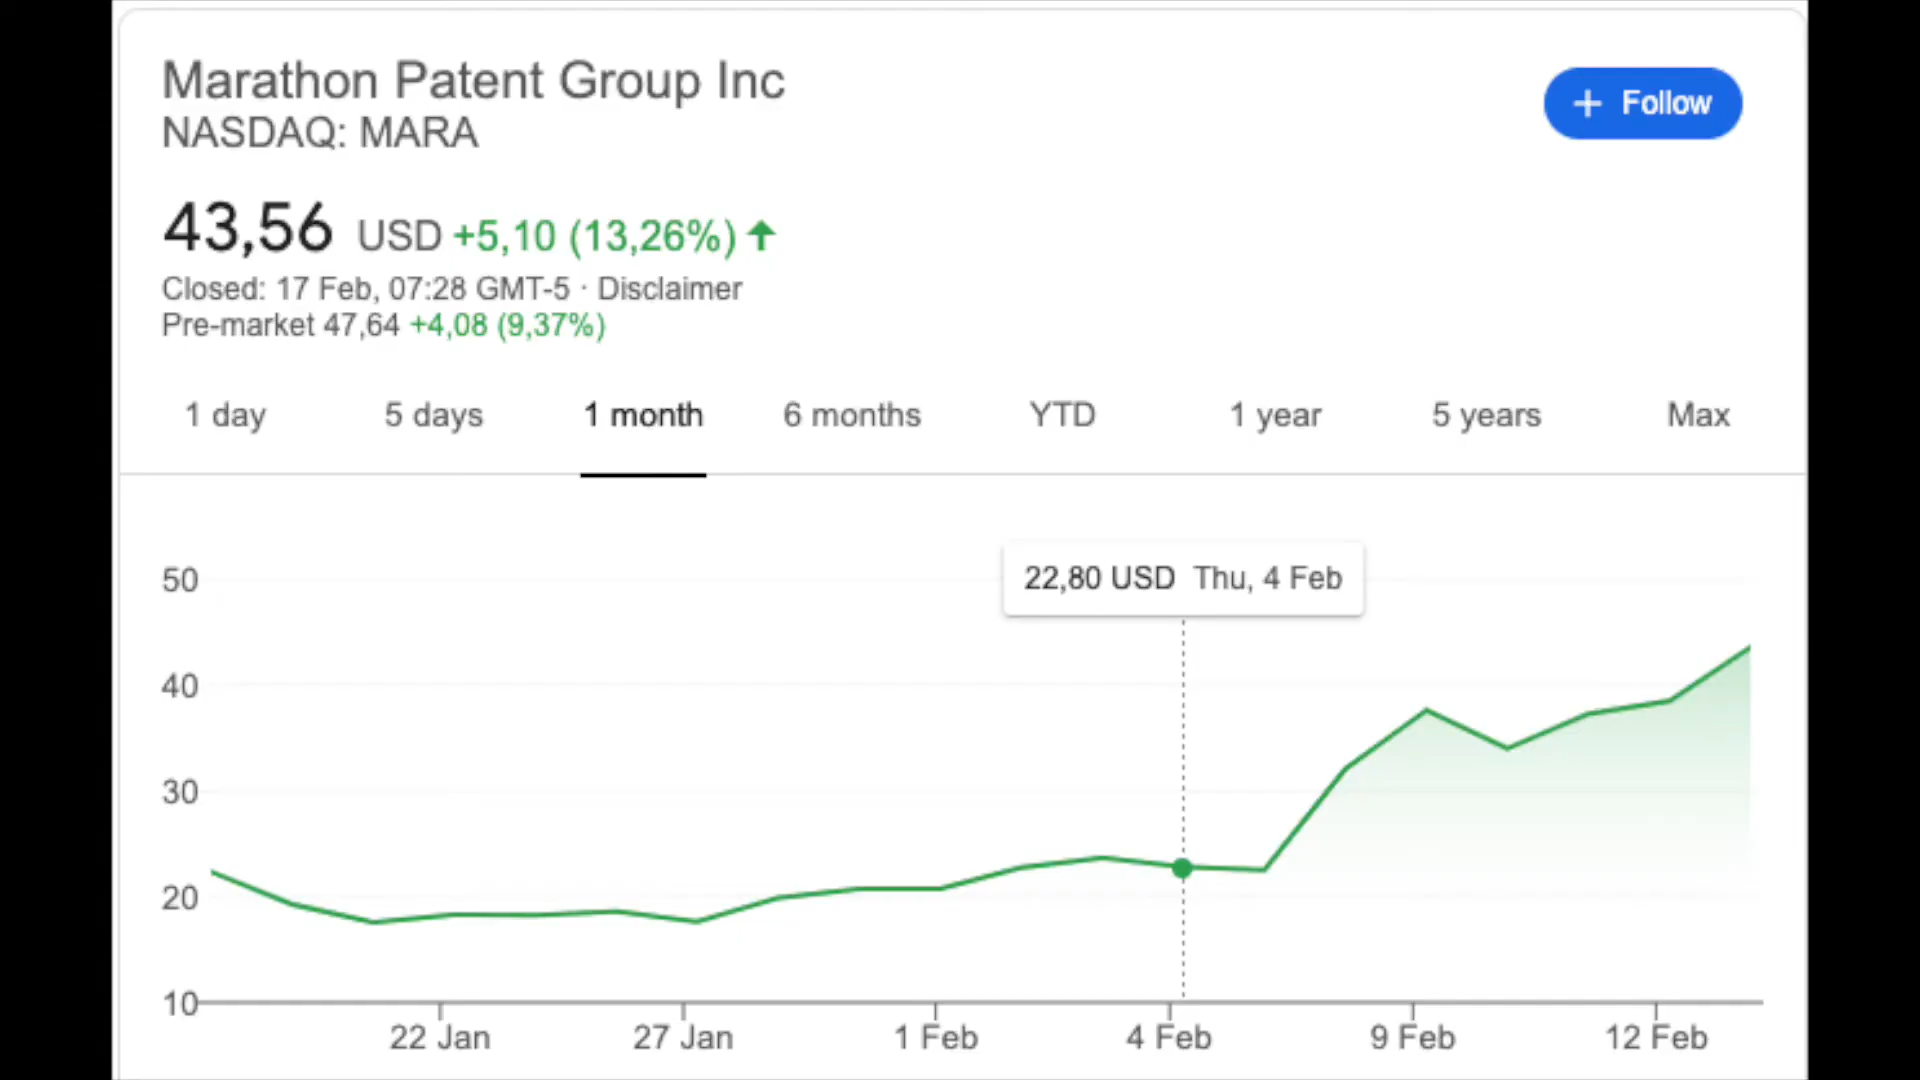 Marathon Patent Group Inc
NASDAQ: MARA
+ Follow
43,56 USD +5,10 (13,26%)
Closed: 17 Feb, 07:28 GMT-5 · Disclaimer
Pre-market 47,64 +4,08 (9,37%)
1 day 5 days 1 month 6 months YTD 1 year 5 years Max
22,80 USD Thu, 4 Feb
50
40
30
20
10
22 Jan 27 Jan 1 Feb 4 Feb 9 Feb 12 Feb